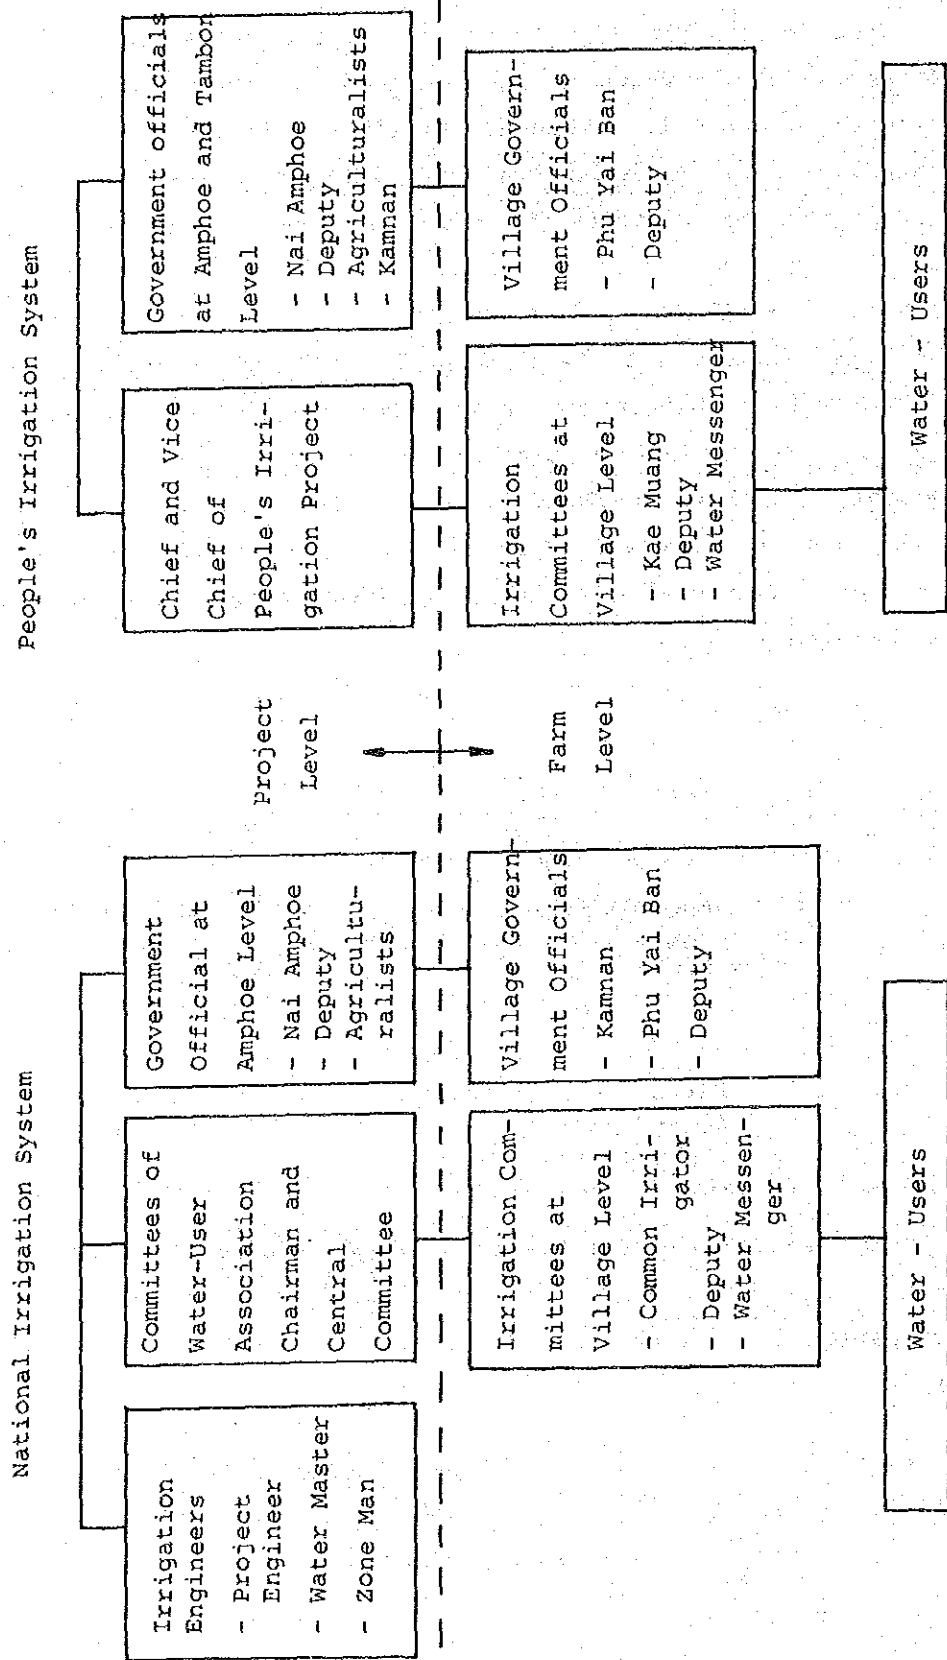 National Irrigation System
Irrigation
Engineers
- Project
Engineer
- Water Master
- Zone Man
Committees of
Water-User
Association
Chairman and
Central
Committee
Government
Official at
Amphoe Level
- Nai Amphoe
- Deputy
- Agricultu-
ralists
Irrigation Com-
mittees at
Village Level
- Common Irri-
gator
- Deputy
- Water Messen-
ger
Village Govern-
ment Officials
- Kamnan
- Phu Yai Ban
- Deputy
Water - Users
Project
Level
Farm
Level
People's Irrigation System
Chief and Vice
Chief of
People's Irri-
gation Project
Government officials
at Amphoe and Tambon
Level
- Nai Amphoe
- Deputy
- Agriculturalists
- Kamnan
Irrigation
Committees at
Village Level
- Kae Muang
- Deputy
- Water Messenger
Village Govern-
ment Officials
- Phu Yai Ban
- Deputy
Water - Users